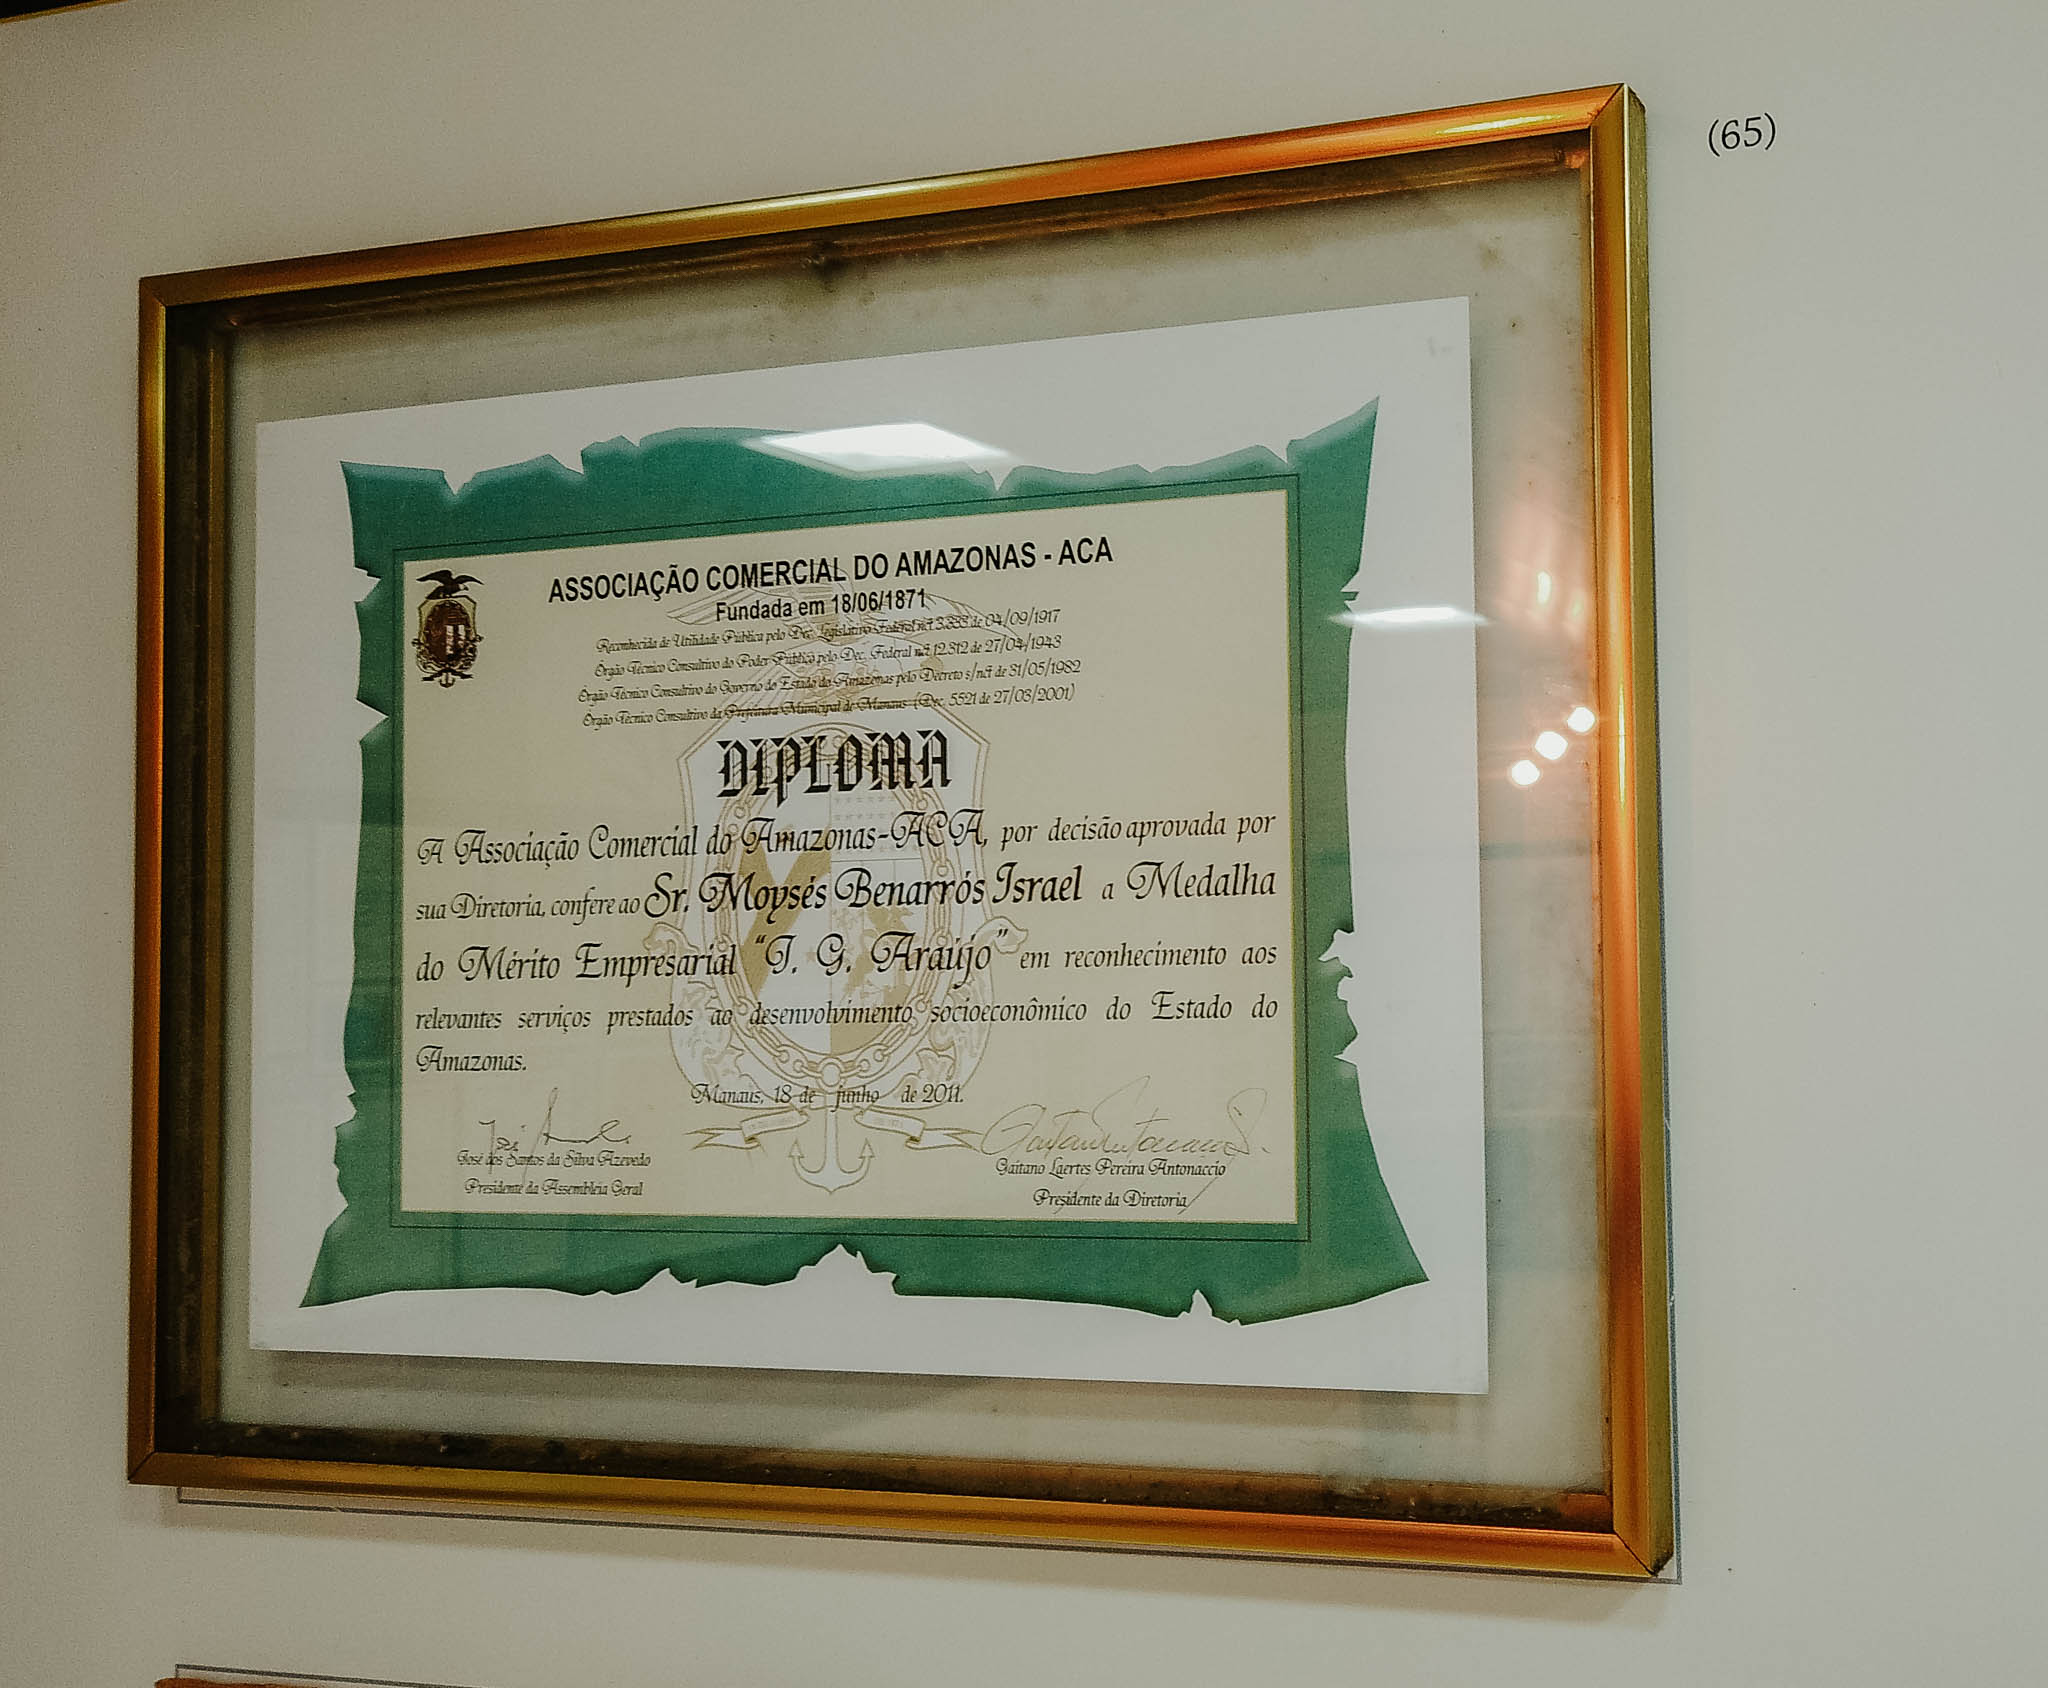 (65)
ASSOCIAÇÃO COMERCIAL DO AMAZONAS - ACA
Fundada em 18/06/1871
Reconhecida de Utilidade Pública pelo Dec. Legislativo Federal nº 3.333 de 04/09/1917
Órgão Técnico Consultivo do Poder Público pelo Dec. Federal nº 12.312 de 27/04/1943
Órgão Técnico Consultivo do Governo do Estado do Amazonas pelo Decreto s/nº de 31/05/1982
Órgão Técnico Consultivo da Prefeitura Municipal de Manaus (Dec. 5521 de 27/03/2001)
DIPLOMA
A Associação Comercial do Amazonas-ACA, por decisão aprovada por
sua Diretoria, confere ao Sr. Moysés Benarrós Israel a Medalha
do Mérito Empresarial "J. G. Araújo" em reconhecimento aos
relevantes serviços prestados ao desenvolvimento socioeconômico do Estado do
Amazonas.
Manaus, 18 de junho de 2011.
José dos Santos da Silva Azevedo
Presidente da Assembleia Geral
Gaitano Laertes Pereira Antonaccio
Presidente da Diretoria